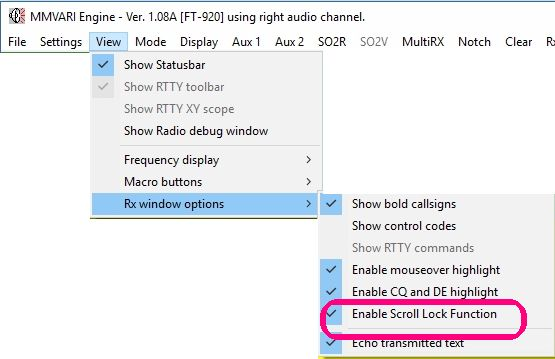 MMVARI Engine - Ver. 1.08A [FT-920] using right audio channel.
File Settings View Mode Display Aux 1 Aux 2 SO2R SO2V MultiRX Notch Clear
Show Statusbar
Show RTTY toolbar
Show RTTY XY scope
Show Radio debug window
Frequency display
Macro buttons
Rx window options
Show bold callsigns
Show control codes
Show RTTY commands
Enable mouseover highlight
Enable CQ and DE highlight
Enable Scroll Lock Function
Echo transmitted text